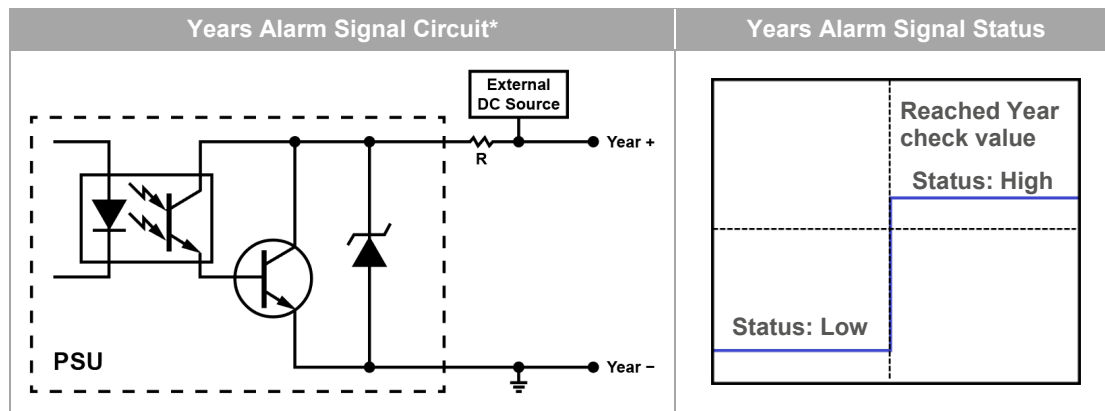 Years Alarm Signal Circuit*
Years Alarm Signal Status
External
DC Source
Year +
R
PSU
Year −
Reached Year
check value
Status: High
Status: Low